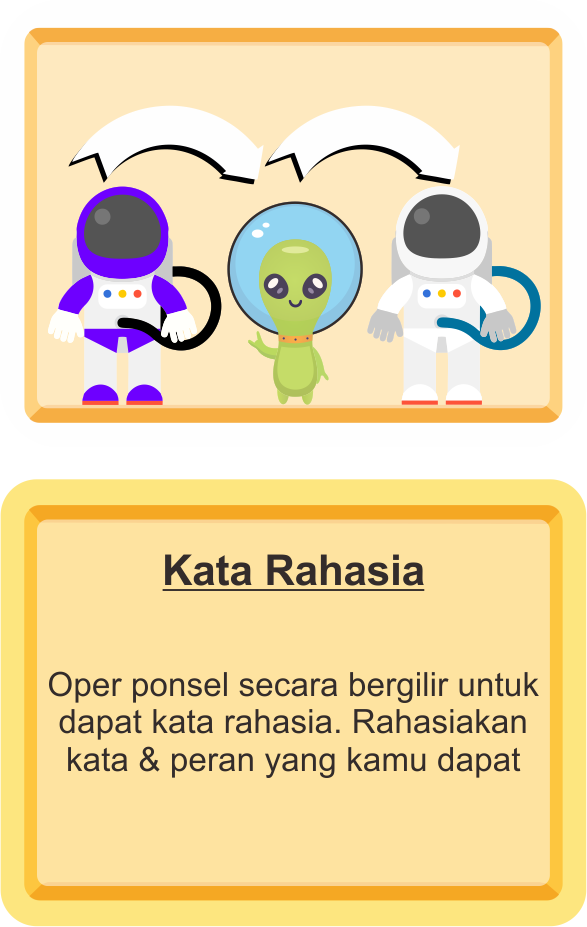 Kata Rahasia
Oper ponsel secara bergilir untuk
dapat kata rahasia. Rahasiakan
kata & peran yang kamu dapat